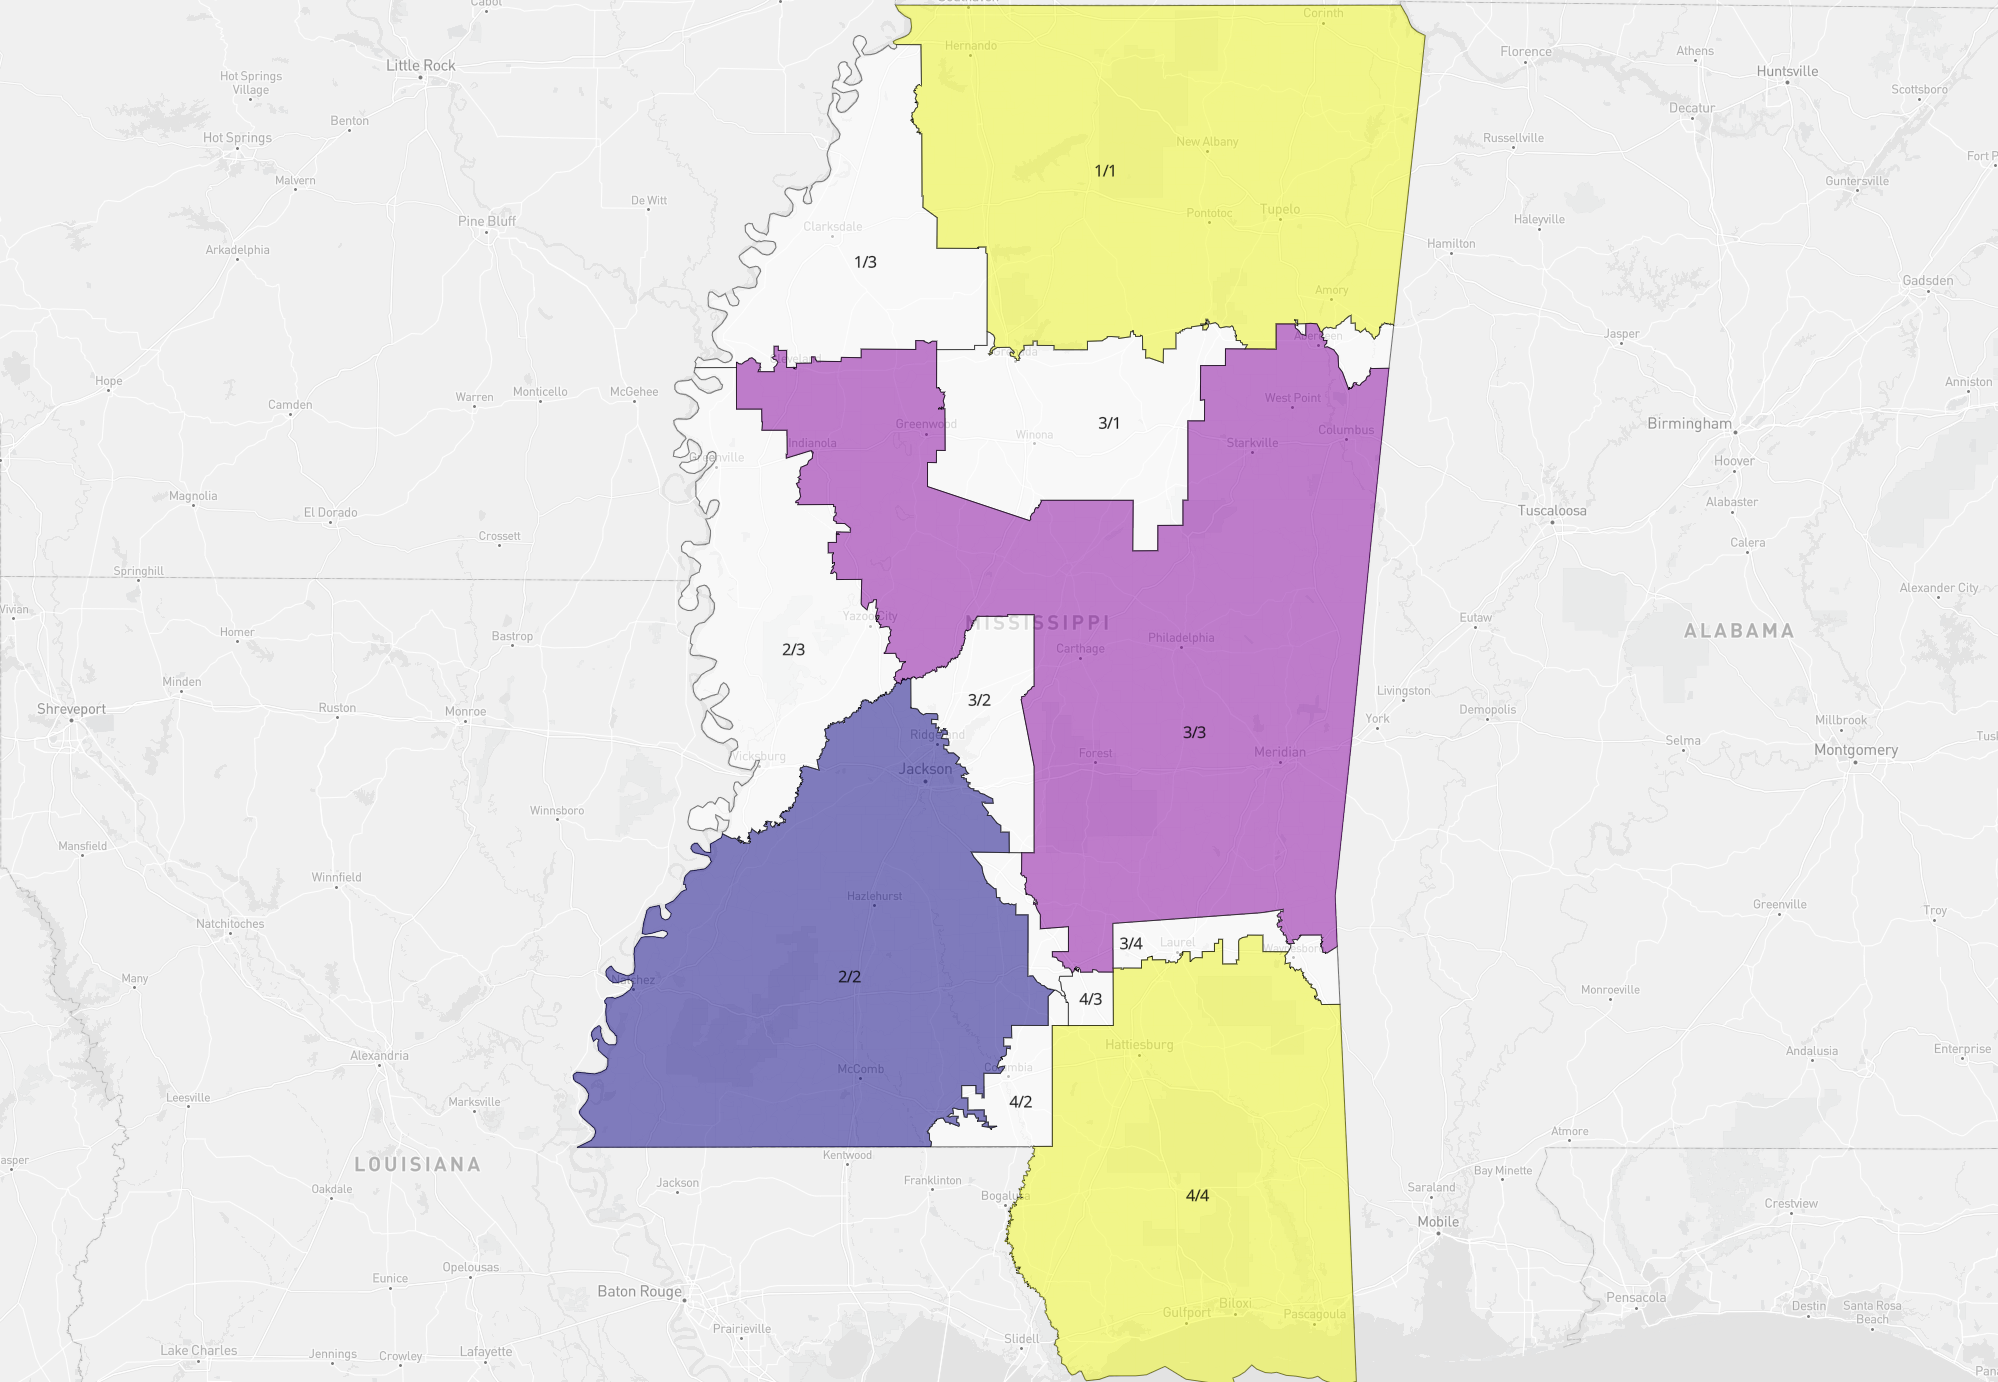 Cabot
Southaven
Corinth
Hernando
Florence
Athens
Huntsville
Little Rock
Hot Springs
Village
Scottsboro
Decatur
Benton
Hot Springs
New Albany
Russellville
Fort P
1/1
Malvern
Guntersville
De Witt
Pine Bluff
Pontotoc
Tupelo
Haleyville
Clarksdale
Arkadelphia
Hamilton
1/3
Gadsden
Amory
Jasper
Aberdeen
Grenada
Cleveland
Hope
Warren
Monticello
McGehee
Anniston
Camden
West Point
Birmingham
3/1
Greenwood
Winona
Columbus
Indianola
Starkville
Hoover
Greenville
Magnolia
Alabaster
El Dorado
Tuscaloosa
Crossett
Calera
Springhill
Alexander City
Vivian
Yazoo City
MISSISSIPPI
Eutaw
Homer
Bastrop
Philadelphia
ALABAMA
2/3
Carthage
Minden
Livingston
3/2
Shreveport
Ruston
Monroe
York
Demopolis
Millbrook
3/3
Ridgeland
Selma
Tusk
Vicksburg
Forest
Meridian
Montgomery
Jackson
Winnsboro
Mansfield
Winnfield
Hazlehurst
Greenville
Troy
Natchitoches
3/4
Laurel
Waynesboro
Many
Natchez
2/2
Monroeville
4/3
Hattiesburg
Alexandria
Andalusia
Enterprise
McComb
Columbia
Leesville
Marksville
4/2
Atmore
LOUISIANA
Kentwood
asper
Bay Minette
Oakdale
Jackson
Franklinton
Saraland
Bogalusa
4/4
Crestview
Mobile
Eunice
Opelousas
Baton Rouge
Biloxi
Pensacola
Gulfport
Pascagoula
Destin
Santa Rosa
Beach
Prairieville
Slidell
Lake Charles
Jennings
Crowley
Lafayette
Pan